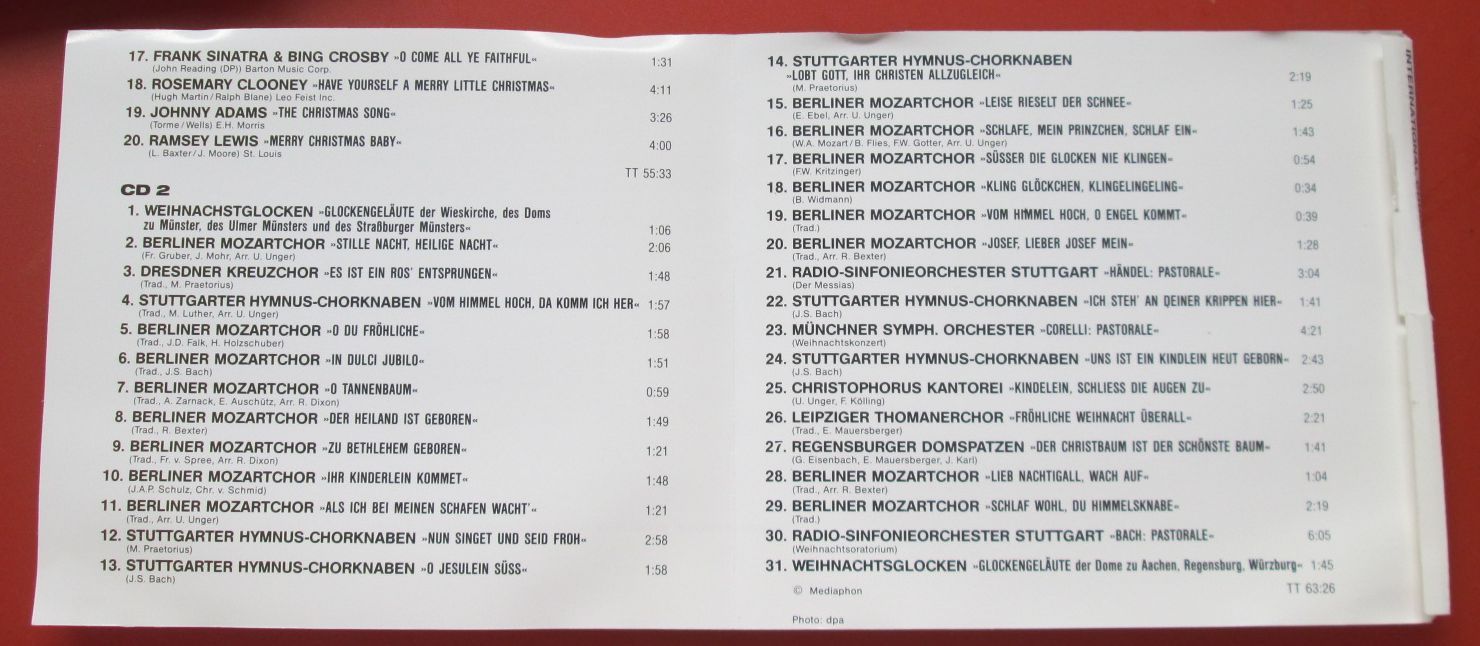 17. FRANK SINATRA & BING CROSBY »O COME ALL YE FAITHFUL« 1:31
(John Reading (DP)) Barton Music Corp.
18. ROSEMARY CLOONEY »HAVE YOURSELF A MERRY LITTLE CHRISTMAS« 4:11
(Hugh Martin/Ralph Blane) Leo Feist Inc.
19. JOHNNY ADAMS »THE CHRISTMAS SONG« 3:26
(Torme/Wells) E.H. Morris
20. RAMSEY LEWIS »MERRY CHRISTMAS BABY« 4:00
(L. Baxter/J. Moore) St. Louis
TT 55:33
CD 2
1. WEIHNACHSTGLOCKEN »GLOCKENGELÄUTE der Wieskirche, des Doms
zu Münster, des Ulmer Münsters und des Straßburger Münsters« 1:06
2. BERLINER MOZARTCHOR »STILLE NACHT, HEILIGE NACHT« 2:06
(Fr. Gruber, J. Mohr, Arr. U. Unger)
3. DRESDNER KREUZCHOR »ES IST EIN ROS' ENTSPRUNGEN« 1:48
(Trad., M. Praetorius)
4. STUTTGARTER HYMNUS-CHORKNABEN »VOM HIMMEL HOCH, DA KOMM ICH HER« 1:57
(Trad., M. Luther, Arr. U. Unger)
5. BERLINER MOZARTCHOR »O DU FRÖHLICHE« 1:58
(Trad., J.D. Falk, H. Holzschuber)
6. BERLINER MOZARTCHOR »IN DULCI JUBILO« 1:51
(Trad., J.S. Bach)
7. BERLINER MOZARTCHOR »O TANNENBAUM« 0:59
(Trad., A. Zarnack, E. Auschütz, Arr. R. Dixon)
8. BERLINER MOZARTCHOR »DER HEILAND IST GEBOREN« 1:49
(Trad., R. Bexter)
9. BERLINER MOZARTCHOR »ZU BETHLEHEM GEBOREN« 1:21
(Trad., Fr. v. Spree, Arr. R. Dixon)
10. BERLINER MOZARTCHOR »IHR KINDERLEIN KOMMET« 1:48
(J.A.P. Schulz, Chr. v. Schmid)
11. BERLINER MOZARTCHOR »ALS ICH BEI MEINEN SCHAFEN WACHT'« 1:21
(Trad., Arr. U. Unger)
12. STUTTGARTER HYMNUS-CHORKNABEN »NUN SINGET UND SEID FROH« 2:58
(M. Praetorius)
13. STUTTGARTER HYMNUS-CHORKNABEN »O JESULEIN SÜSS« 1:58
(J.S. Bach)
14. STUTTGARTER HYMNUS-CHORKNABEN
»LOBT GOTT, IHR CHRISTEN ALLZUGLEICH« 2:19
(M. Praetorius)
15. BERLINER MOZARTCHOR »LEISE RIESELT DER SCHNEE« 1:25
(E. Ebel, Arr. U. Unger)
16. BERLINER MOZARTCHOR »SCHLAFE, MEIN PRINZCHEN, SCHLAF EIN« 1:43
(W.A. Mozart/B. Flies, F.W. Gotter, Arr. U. Unger)
17. BERLINER MOZARTCHOR »SÜSSER DIE GLOCKEN NIE KLINGEN« 0:54
(F.W. Kritzinger)
18. BERLINER MOZARTCHOR »KLING GLÖCKCHEN, KLINGELINGELING« 0:34
(B. Widmann)
19. BERLINER MOZARTCHOR »VOM HIMMEL HOCH, O ENGEL KOMMT« 0:39
(Trad.)
20. BERLINER MOZARTCHOR »JOSEF, LIEBER JOSEF MEIN« 1:28
(Trad., Arr. R. Bexter)
21. RADIO-SINFONIEORCHESTER STUTTGART »HÄNDEL: PASTORALE« 3:04
(Der Messias)
22. STUTTGARTER HYMNUS-CHORKNABEN »ICH STEH' AN DEINER KRIPPEN HIER« 1:41
(J.S. Bach)
23. MÜNCHNER SYMPH. ORCHESTER »CORELLI: PASTORALE« 4:21
(Weihnachtskonzert)
24. STUTTGARTER HYMNUS-CHORKNABEN »UNS IST EIN KINDLEIN HEUT GEBORN« 2:43
(J.S. Bach)
25. CHRISTOPHORUS KANTOREI »KINDELEIN, SCHLIESS DIE AUGEN ZU« 2:50
(U. Unger, F. Kölling)
26. LEIPZIGER THOMANERCHOR »FRÖHLICHE WEIHNACHT ÜBERALL« 2:21
(Trad., E. Mauersberger)
27. REGENSBURGER DOMSPATZEN »DER CHRISTBAUM IST DER SCHÖNSTE BAUM« 1:41
(G. Eisenbach, E. Mauersberger, J. Karl)
28. BERLINER MOZARTCHOR »LIEB NACHTIGALL, WACH AUF« 1:04
(Trad., Arr. R. Bexter)
29. BERLINER MOZARTCHOR »SCHLAF WOHL, DU HIMMELSKNABE« 2:19
(Trad.)
30. RADIO-SINFONIEORCHESTER STUTTGART »BACH: PASTORALE« 6:05
(Weihnachtsoratorium)
31. WEIHNACHTSGLOCKEN »GLOCKENGELÄUTE der Dome zu Aachen, Regensburg, Würzburg« 1:45
© Mediaphon TT 63:26
Photo: dpa
INTERNATIONAL